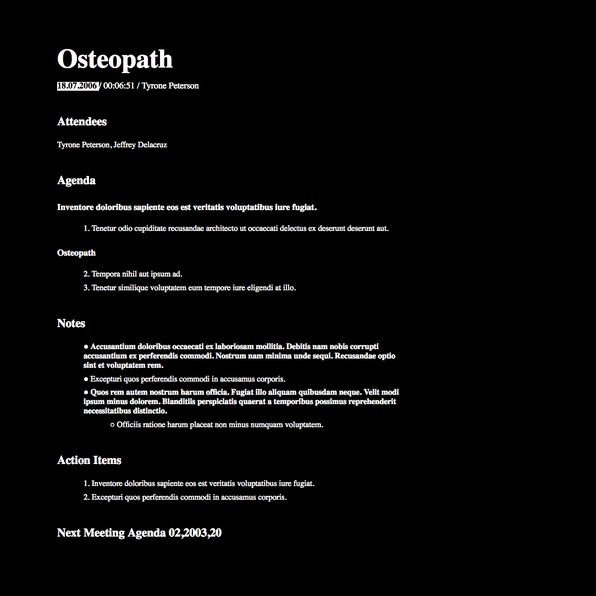 Osteopath
18.07.2006 / 00:06:51 / Tyrone Peterson
Attendees
Tyrone Peterson, Jeffrey Delacruz
Agenda
Inventore doloribus sapiente eos est veritatis voluptatibus iure fugiat.
1. Tenetur odio cupiditate recusandae architecto ut occaecati delectus ex deserunt deserunt aut.
Osteopath
2. Tempora nihil aut ipsum ad.
3. Tenetur similique voluptatem eum tempore iure eligendi at illo.
Notes
● Accusantium doloribus occaecati ex laboriosam mollitia. Debitis nam nobis corrupti
accusantium ex perferendis commodi. Nostrum nam minima unde sequi. Recusandae optio
sint et voluptatem rem.
● Excepturi quos perferendis commodi in accusamus corporis.
● Quos rem autem nostrum harum officia. Fugiat illo aliquam quibusdam neque. Velit modi
ipsum minus dolorem. Blanditiis perspiciatis quaerat a temporibus possimus reprehenderit
necessitatibus distinctio.
○ Officiis ratione harum placeat non minus numquam voluptatem.
Action Items
1. Inventore doloribus sapiente eos est veritatis voluptatibus iure fugiat.
2. Excepturi quos perferendis commodi in accusamus corporis.
Next Meeting Agenda 02,2003,20